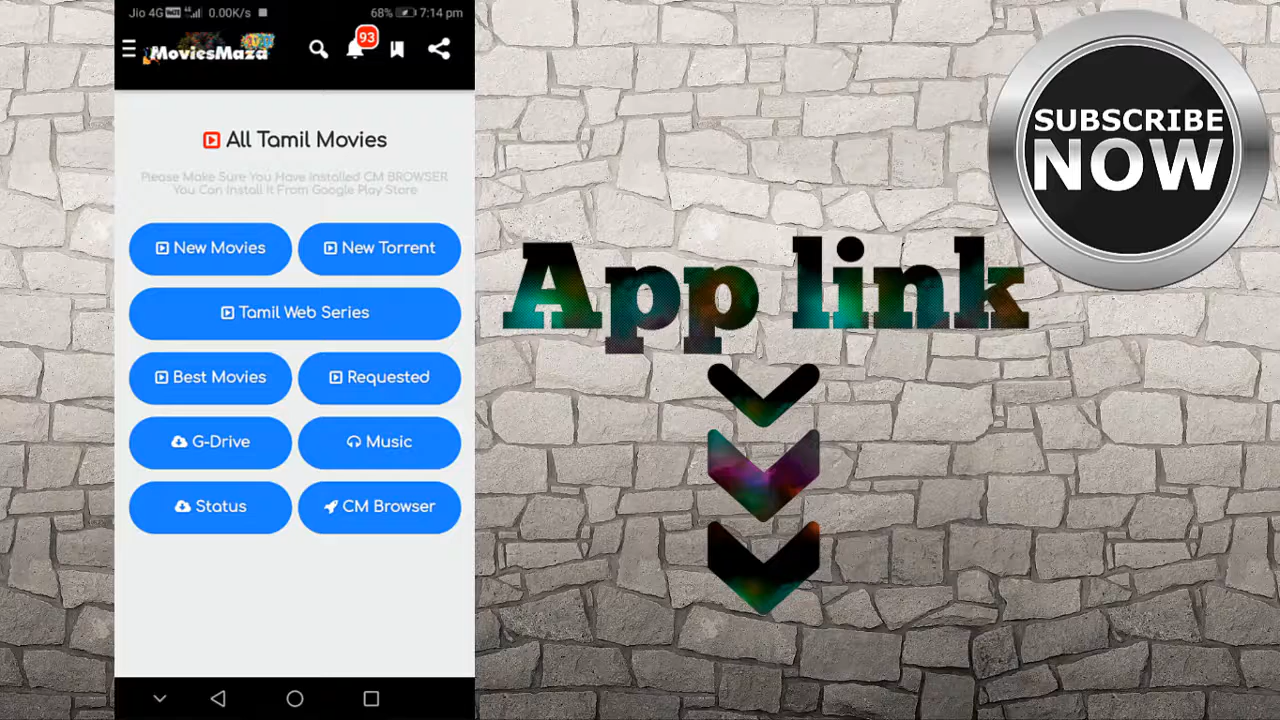 Jio 4G 0.00K/s 68% 7:14 pm
MoviesMaza 93
All Tamil Movies
Please Make Sure You Have Installed CM BROWSER
You Can Install It From Google Play Store
New Movies New Torrent
Tamil Web Series
Best Movies Requested
G-Drive Music
Status CM Browser
SUBSCRIBE
NOW
App link